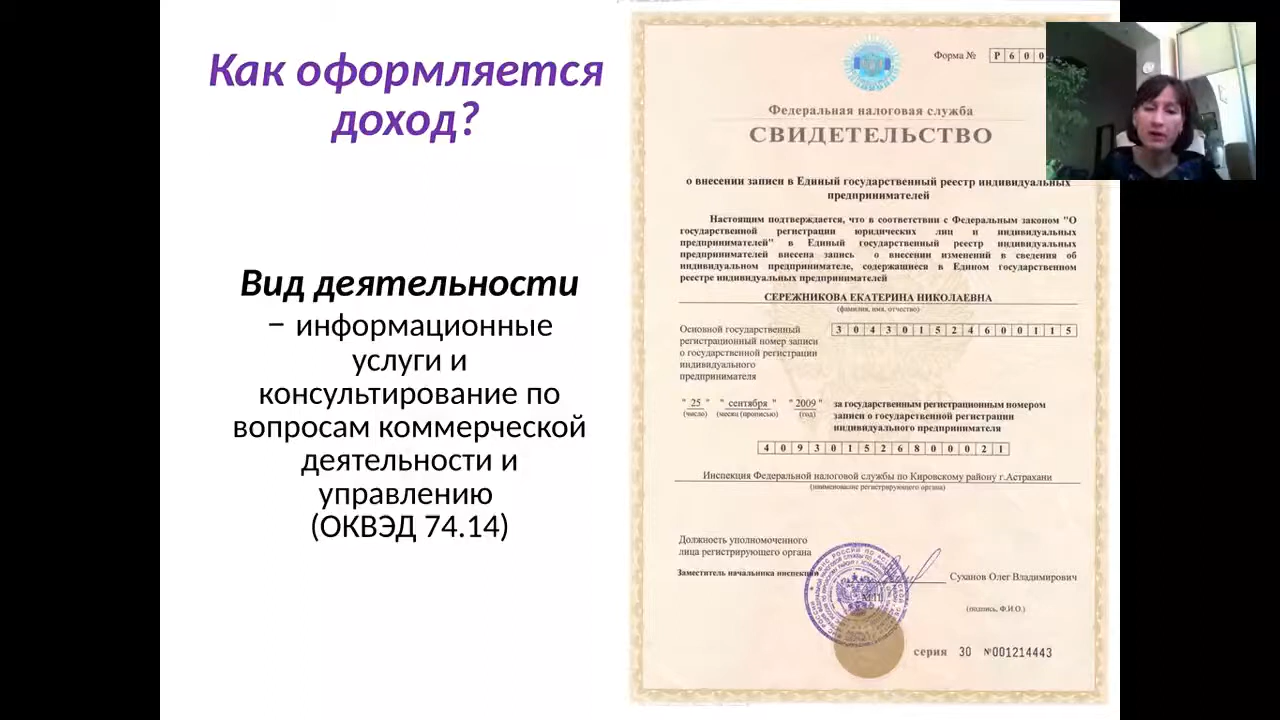 Как оформляется
доход?
Вид деятельности
– информационные
услуги и
консультирование по
вопросам коммерческой
деятельности и
управлению
(ОКВЭД 74.14)
Форма № Р 6 0 0
Федеральная налоговая служба
СВИДЕТЕЛЬСТВО
о внесении записи в Единый государственный реестр индивидуальных
предпринимателей
Настоящим подтверждается, что в соответствии с Федеральным законом "О
государственной регистрации юридических лиц и индивидуальных
предпринимателей" в Единый государственный реестр индивидуальных
предпринимателей внесена запись о внесении изменений в сведения об
индивидуальном предпринимателе, содержащиеся в Едином государственном
реестре индивидуальных предпринимателей
СЕРЕЖНИКОВА ЕКАТЕРИНА НИКОЛАЕВНА
(фамилия, имя, отчество)
Основной государственный
регистрационный номер записи
о государственной регистрации
индивидуального
предпринимателя
3 0 4 3 0 1 5 2 4 6 0 0 1 1 5
" 25 " " сентября " " 2009 "
(число) (месяц (прописью) (год)
за государственным регистрационным номером
записи о государственной регистрации
индивидуального предпринимателя
4 0 9 3 0 1 5 2 6 8 0 0 0 2 1
Инспекция Федеральной налоговой службы по Кировскому району г.Астрахани
(наименование регистрирующего органа)
Должность уполномоченного
лица регистрирующего органа
Заместитель начальника инспекции
Суханов Олег Владимирович
(подпись, Ф.И.О.)
МП
серия 30 №001214443